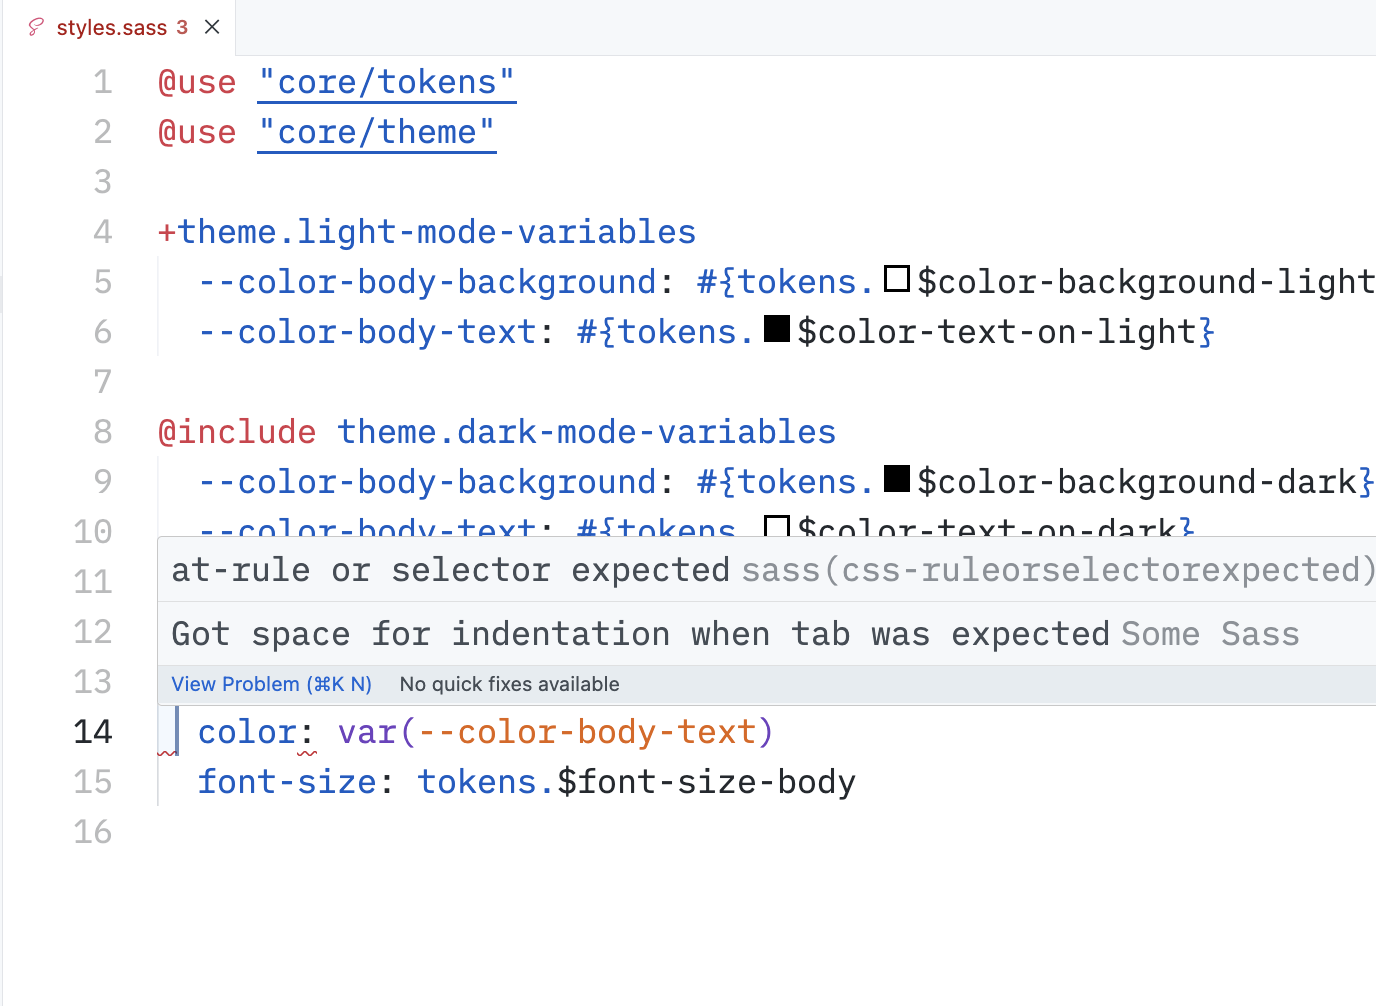 styles.sass 3
1 @use "core/tokens"
2 @use "core/theme"
3
4 +theme.light-mode-variables
5 --color-body-background: #{tokens.$color-background-light
6 --color-body-text: #{tokens.$color-text-on-light}
7
8 @include theme.dark-mode-variables
9 --color-body-background: #{tokens.$color-background-dark}
10 --color-body-text: #{tokens.$color-text-on-dark}
11 at-rule or selector expected sass(css-ruleorselectorexpected)
12 Got space for indentation when tab was expected Some Sass
13 View Problem (⌘K N) No quick fixes available
14 color: var(--color-body-text)
15 font-size: tokens.$font-size-body
16